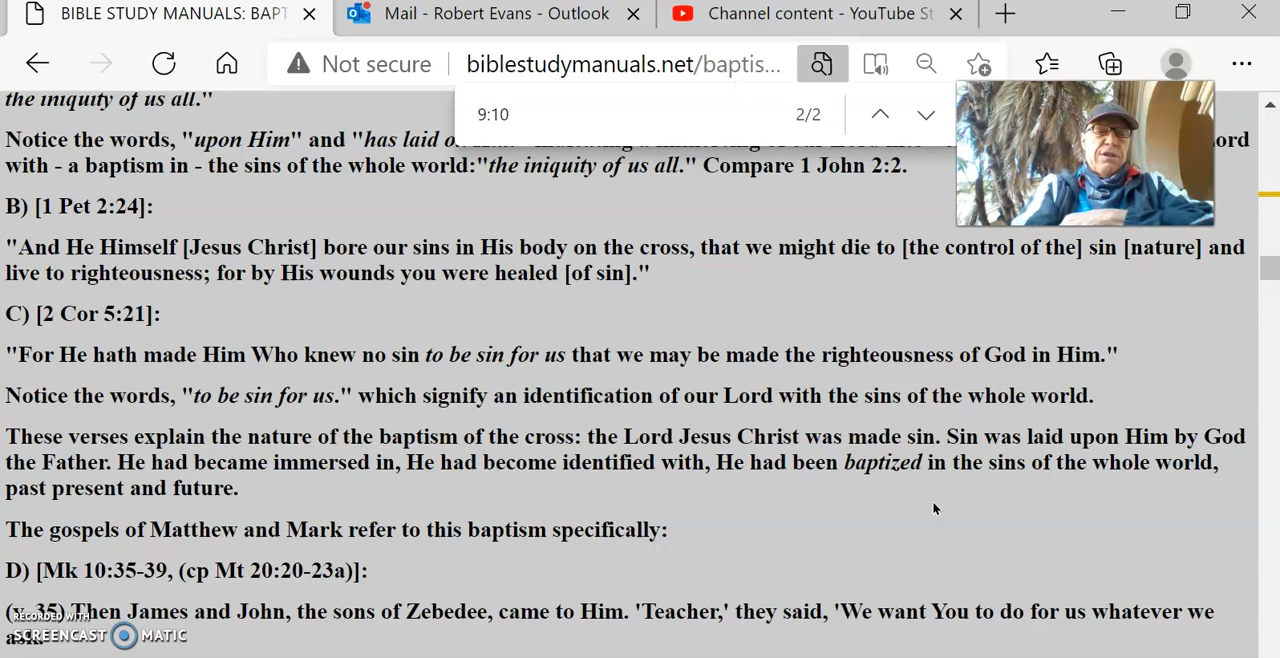 BIBLE STUDY MANUALS: BAPT
Mail - Robert Evans - Outlook
Channel content - YouTube St
Not secure
biblestudymanuals.net/baptis...
9:10
2/2
the iniquity of us all."
Notice the words, "upon Him" and "has laid o
ord
with - a baptism in - the sins of the whole world:"the iniquity of us all." Compare 1 John 2:2.
B) [1 Pet 2:24]:
"And He Himself [Jesus Christ] bore our sins in His body on the cross, that we might die to [the control of the] sin [nature] and
live to righteousness; for by His wounds you were healed [of sin]."
C) [2 Cor 5:21]:
"For He hath made Him Who knew no sin to be sin for us that we may be made the righteousness of God in Him."
Notice the words, "to be sin for us." which signify an identification of our Lord with the sins of the whole world.
These verses explain the nature of the baptism of the cross: the Lord Jesus Christ was made sin. Sin was laid upon Him by God
the Father. He had became immersed in, He had become identified with, He had been baptized in the sins of the whole world,
past present and future.
The gospels of Matthew and Mark refer to this baptism specifically:
D) [Mk 10:35-39, (cp Mt 20:20-23a)]:
(v. 35) Then James and John, the sons of Zebedee, came to Him. 'Teacher,' they said, 'We want You to do for us whatever we
ask.
RECORDED WITH
SCREENCAST MATIC